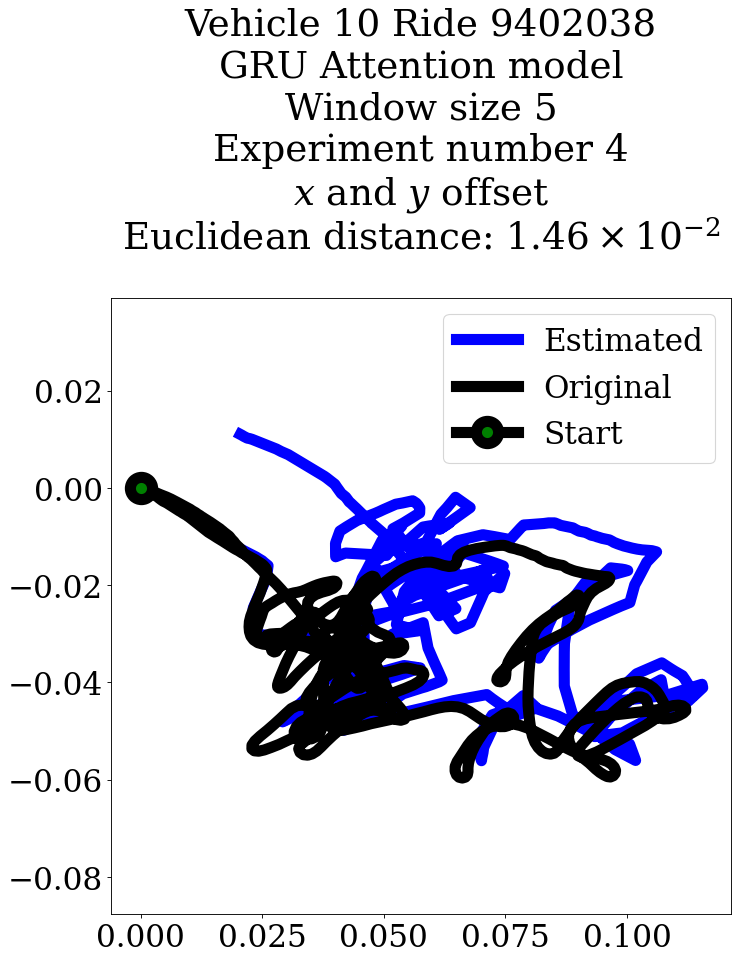 Vehicle 10 Ride 9402038
GRU Attention model
Window size 5
Experiment number 4
x and y offset
Euclidean distance: 1.46 × 10⁻²
Estimated
Original
Start
0.02
0.00
−0.02
−0.04
−0.06
−0.08
0.000 0.025 0.050 0.075 0.100